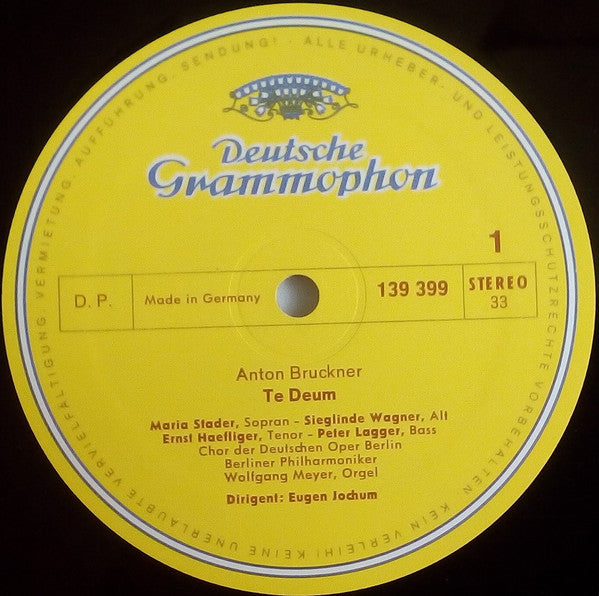 Deutsche
Grammophon
1
D. P.
Made in Germany
139 399
STEREO
33
Anton Bruckner
Te Deum
Maria Stader, Sopran – Sieglinde Wagner, Alt
Ernst Haefliger, Tenor – Peter Lagger, Bass
Chor der Deutschen Oper Berlin
Berliner Philharmoniker
Wolfgang Meyer, Orgel
Dirigent: Eugen Jochum
ALLE URHEBER- UND LEISTUNGSSCHUTZRECHTE VORBEHALTEN. KEIN VERLEIH! KEINE UNERLAUBTE VERVIELFÄLTIGUNG, VERMIETUNG, AUFFÜHRUNG, SENDUNG!